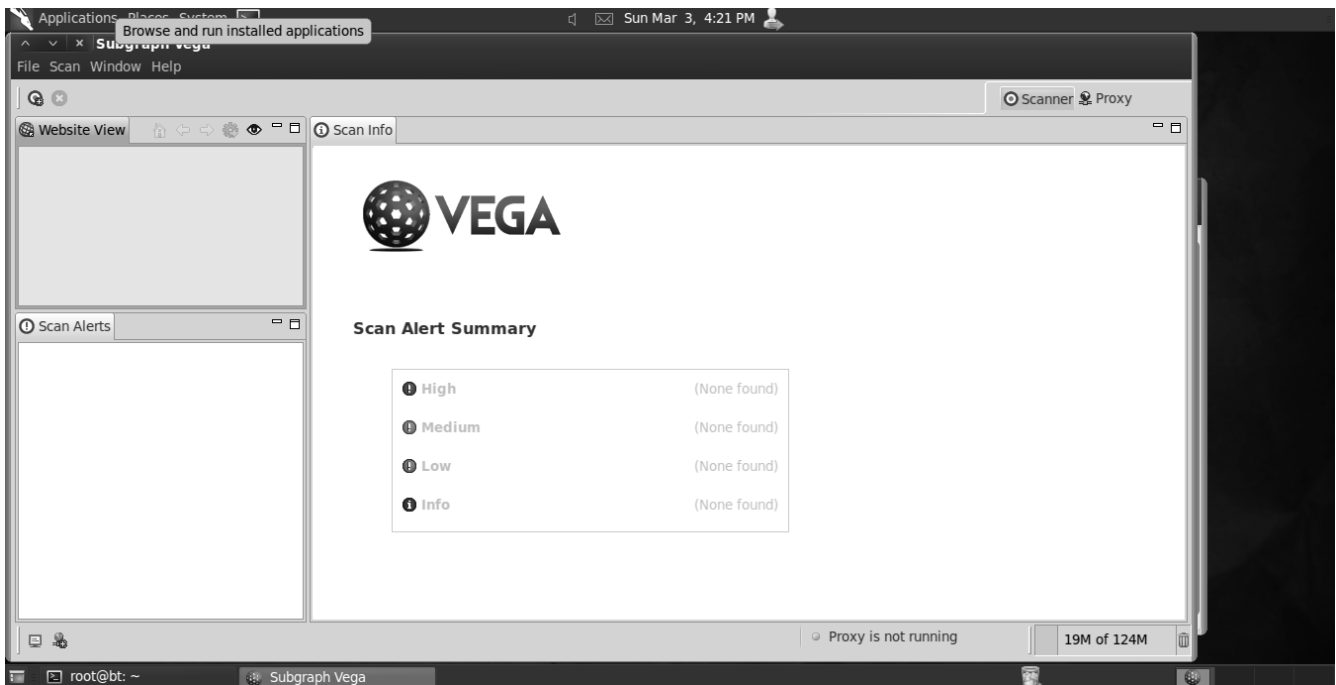 Applications Places System
Sun Mar 3, 4:21 PM
Browse and run installed applications
Subgraph Vega
File Scan Window Help
Scanner
Proxy
Website View
Scan Info
VEGA
Scan Alerts
Scan Alert Summary
High (None found)
Medium (None found)
Low (None found)
Info (None found)
Proxy is not running
19M of 124M
root@bt: ~
Subgraph Vega